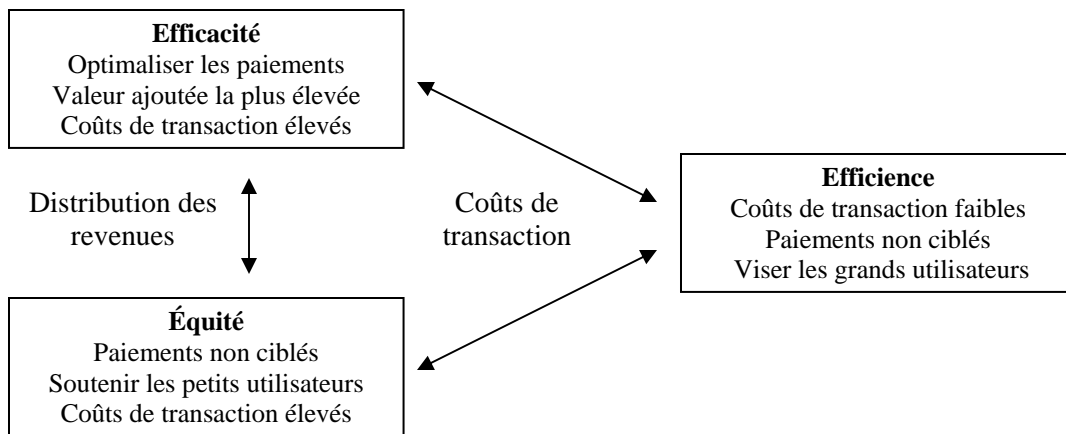 Efficacité
Optimaliser les paiements
Valeur ajoutée la plus élevée
Coûts de transaction élevés
Distribution des
revenues
Coûts de
transaction
Efficience
Coûts de transaction faibles
Paiements non ciblés
Viser les grands utilisateurs
Équité
Paiements non ciblés
Soutenir les petits utilisateurs
Coûts de transaction élevés